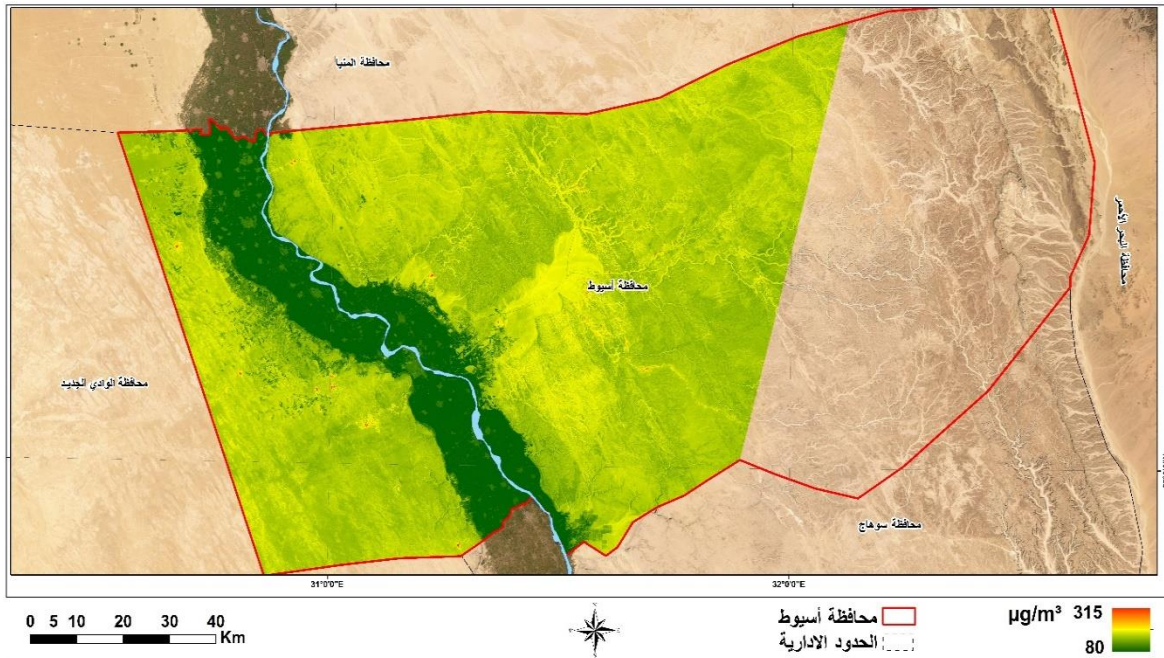 محافظة المنيا
محافظة البحر الأحمر
محافظة أسيوط
محافظة الوادي الجديد
محافظة سوهاج
31°0'0"E
32°0'0"E
0 5 10 20 30 40
Km
محافظة أسيوط
الحدود الادارية
µg/m³ 315
80